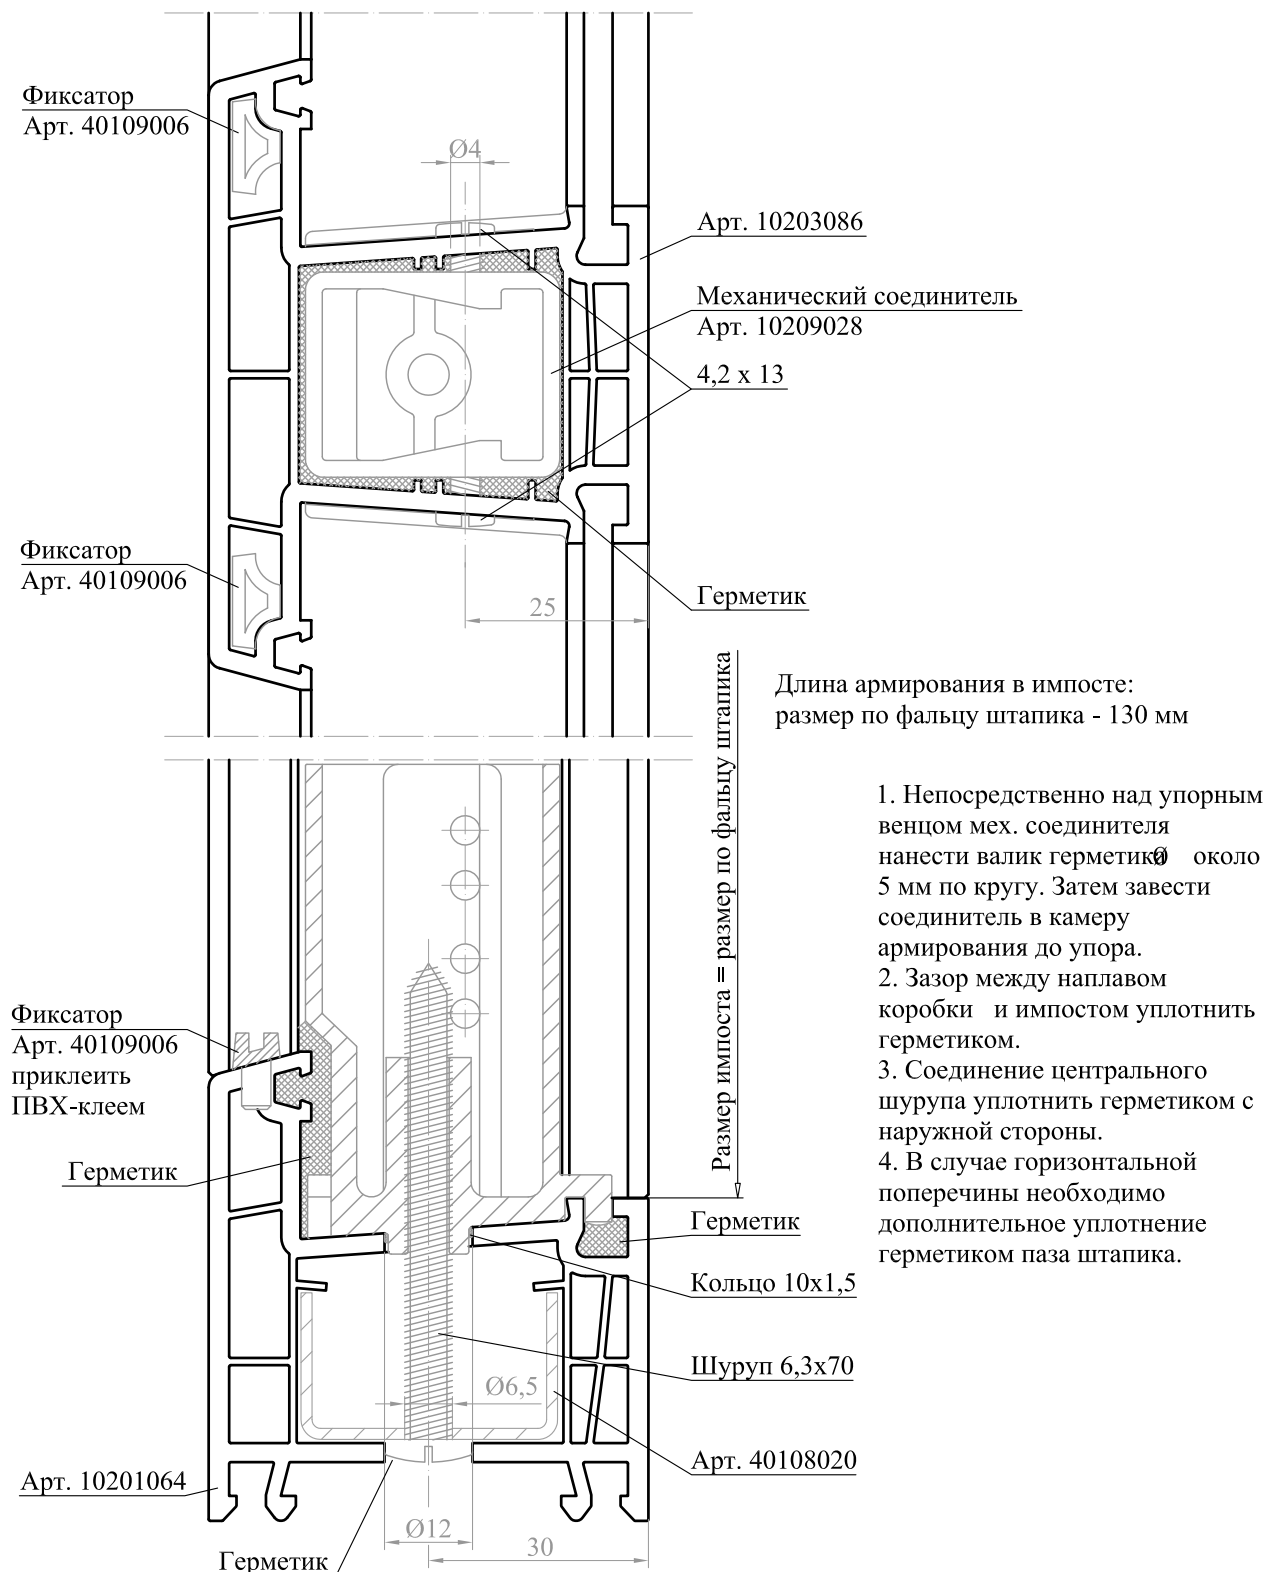 Фиксатор
Арт. 40109006
Ø4
Арт. 10203086
Механический соединитель
Арт. 10209028
4,2 x 13
Фиксатор
Арт. 40109006
Герметик
25
Размер импоста = размер по фальцу штапика
Длина армирования в импосте:
размер по фальцу штапика - 130 мм
1. Непосредственно над упорным
венцом мех. соединителя
нанести валик герметика Ø около
5 мм по кругу. Затем завести
соединитель в камеру
армирования до упора.
2. Зазор между наплавом
коробки и импостом уплотнить
герметиком.
3. Соединение центрального
шурупа уплотнить герметиком с
наружной стороны.
4. В случае горизонтальной
поперечины необходимо
дополнительное уплотнение
герметиком паза штапика.
Фиксатор
Арт. 40109006
приклеить
ПВХ-клеем
Герметик
Герметик
Кольцо 10x1,5
Шуруп 6,3x70
Ø6,5
Арт. 40108020
Арт. 10201064
Ø12
30
Герметик